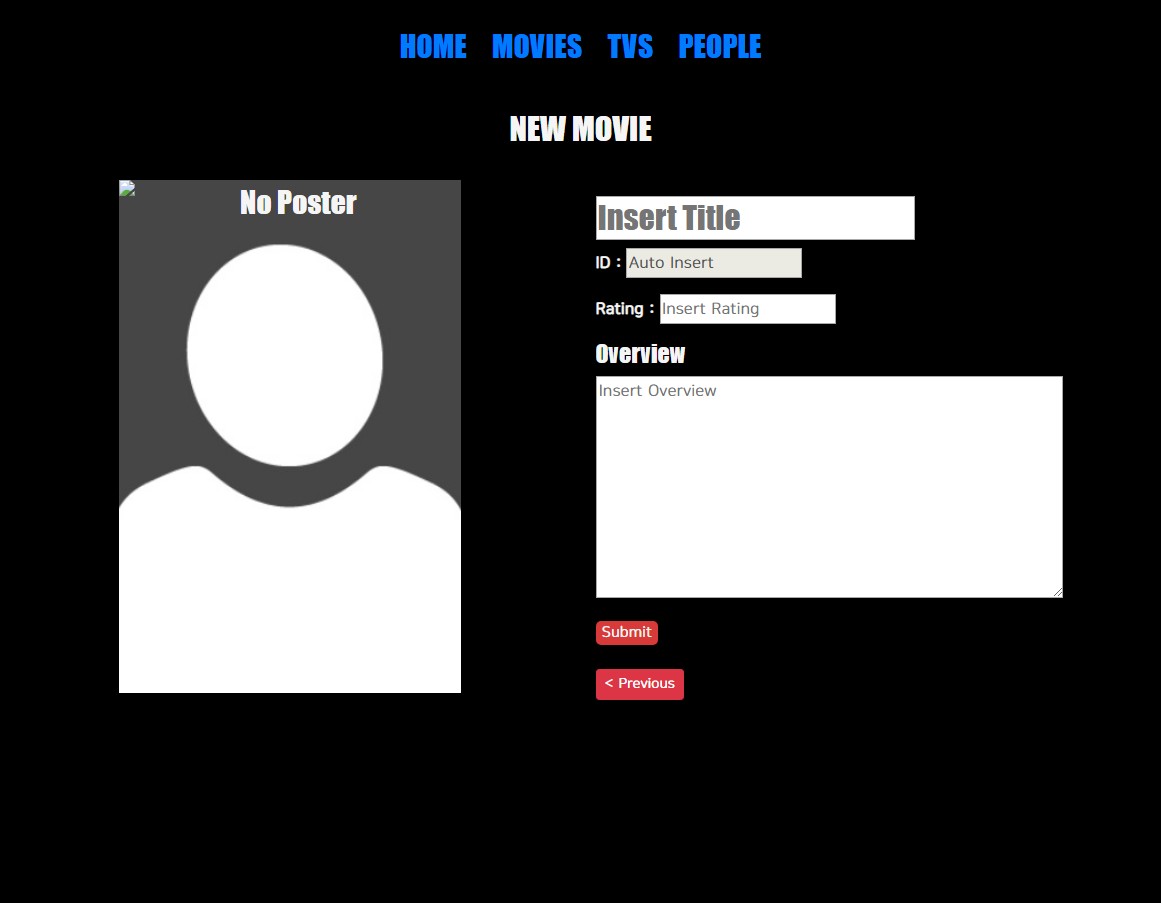 HOME MOVIES TVS PEOPLE
NEW MOVIE
No Poster
Insert Title
ID : Auto Insert
Rating : Insert Rating
Overview
Insert Overview
Submit
< Previous